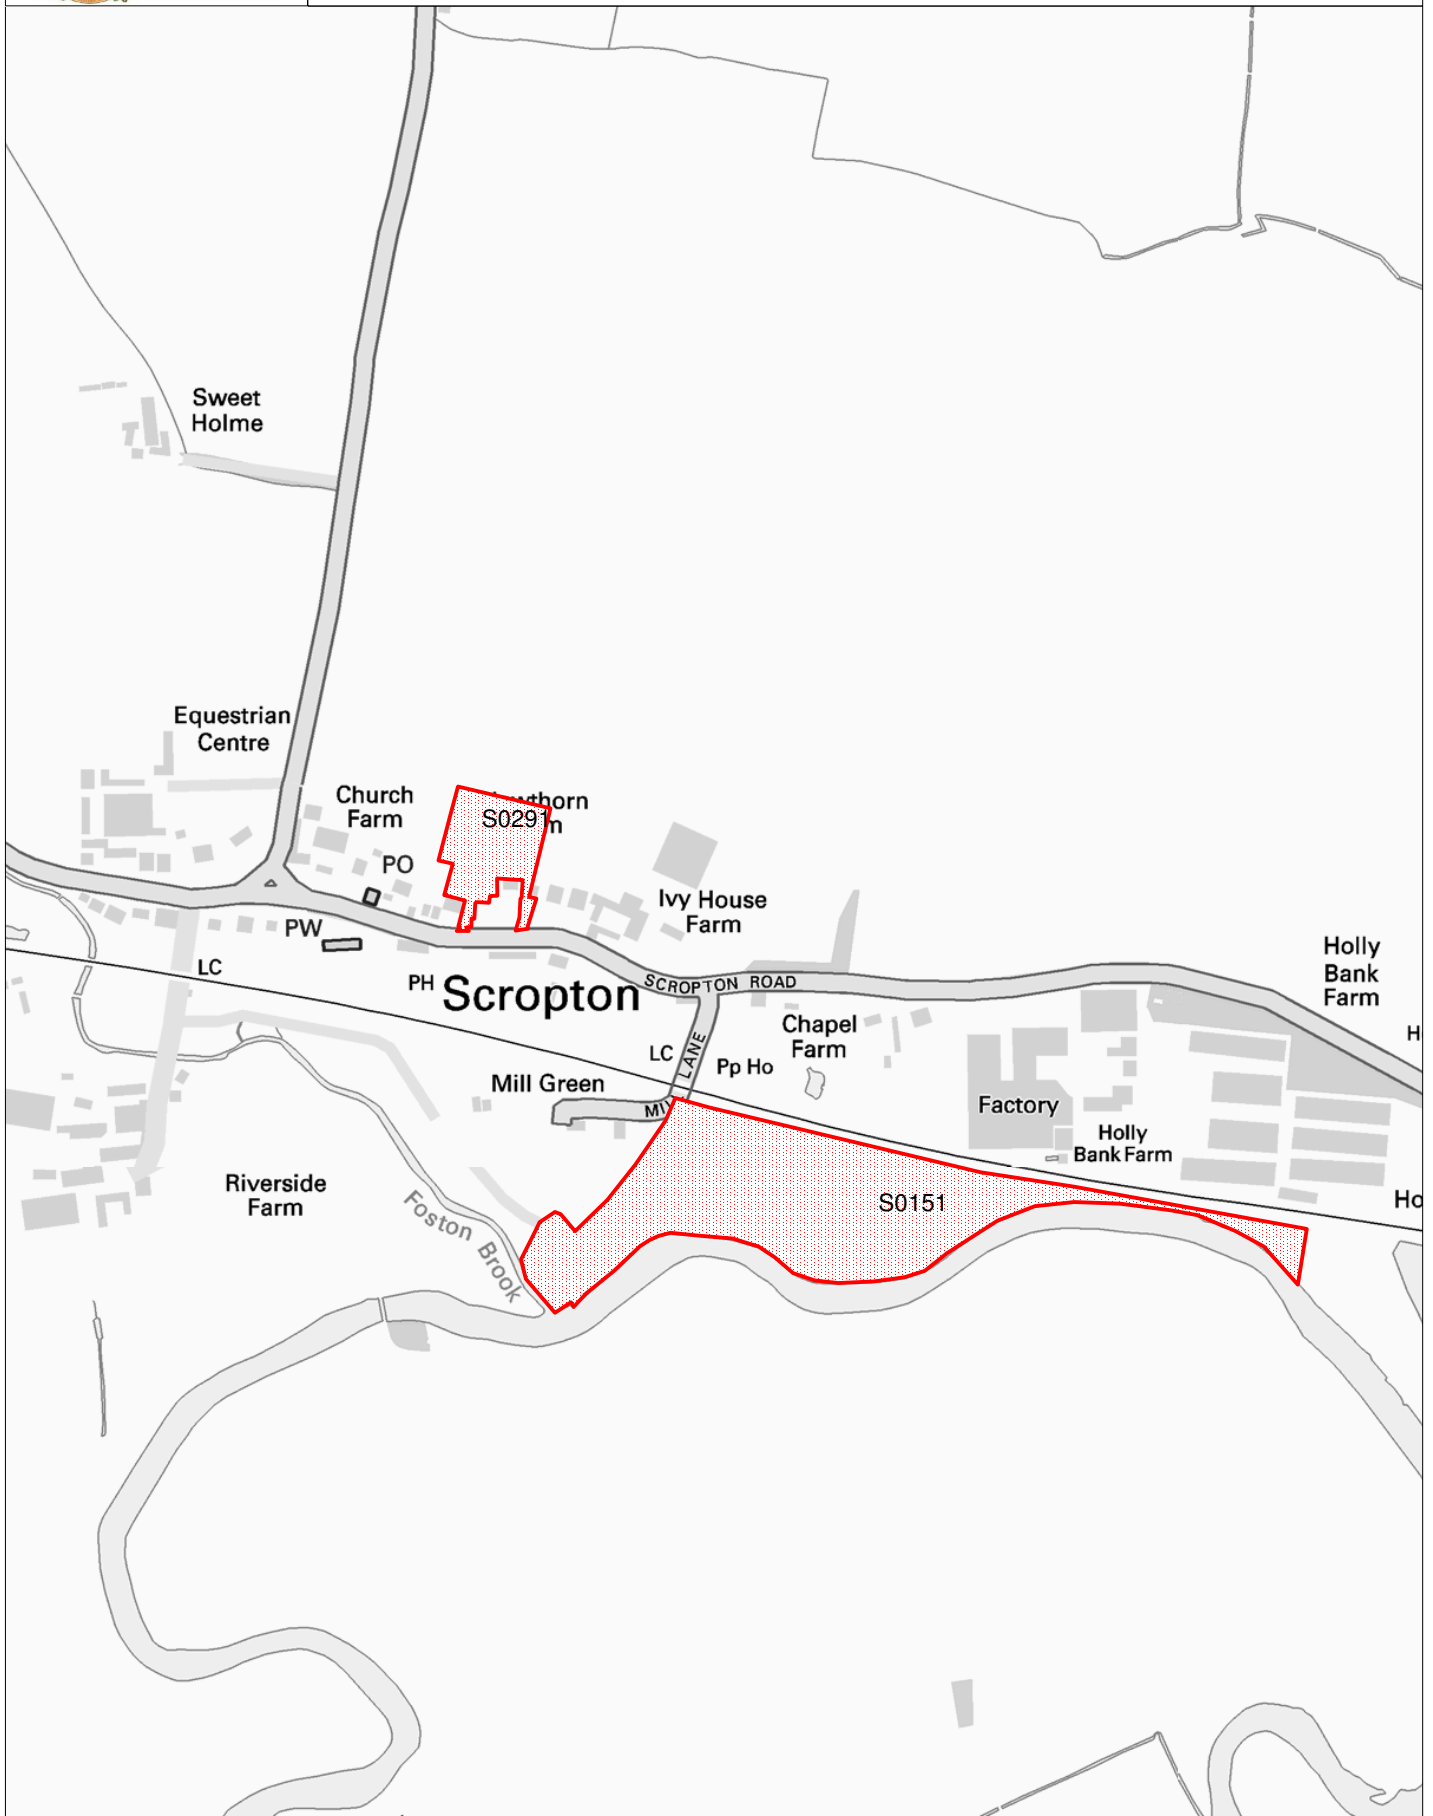 Sweet
Holme
Equestrian
Centre
Church
Farm
S0291
PO
Ivy House
Farm
PW
LC
PH
Scropton
SCROPTON ROAD
Holly
Bank
Farm
Chapel
Farm
LC
LANE
Pp Ho
Mill Green
Factory
Holly
Bank Farm
Riverside
Farm
Foston Brook
S0151